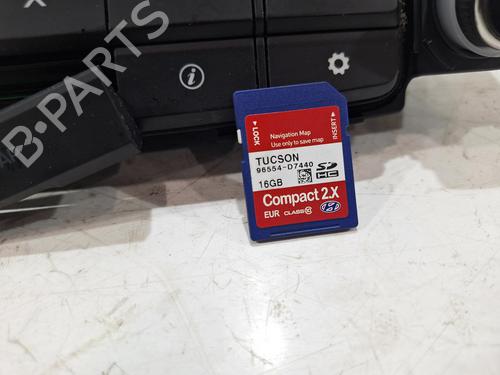 B-PARTS
LOCK
INSERT
Navigation Map
Use only to save map
TUCSON
96554-D7440
16GB
SD
HC
Compact 2.X
EUR CLASS 10